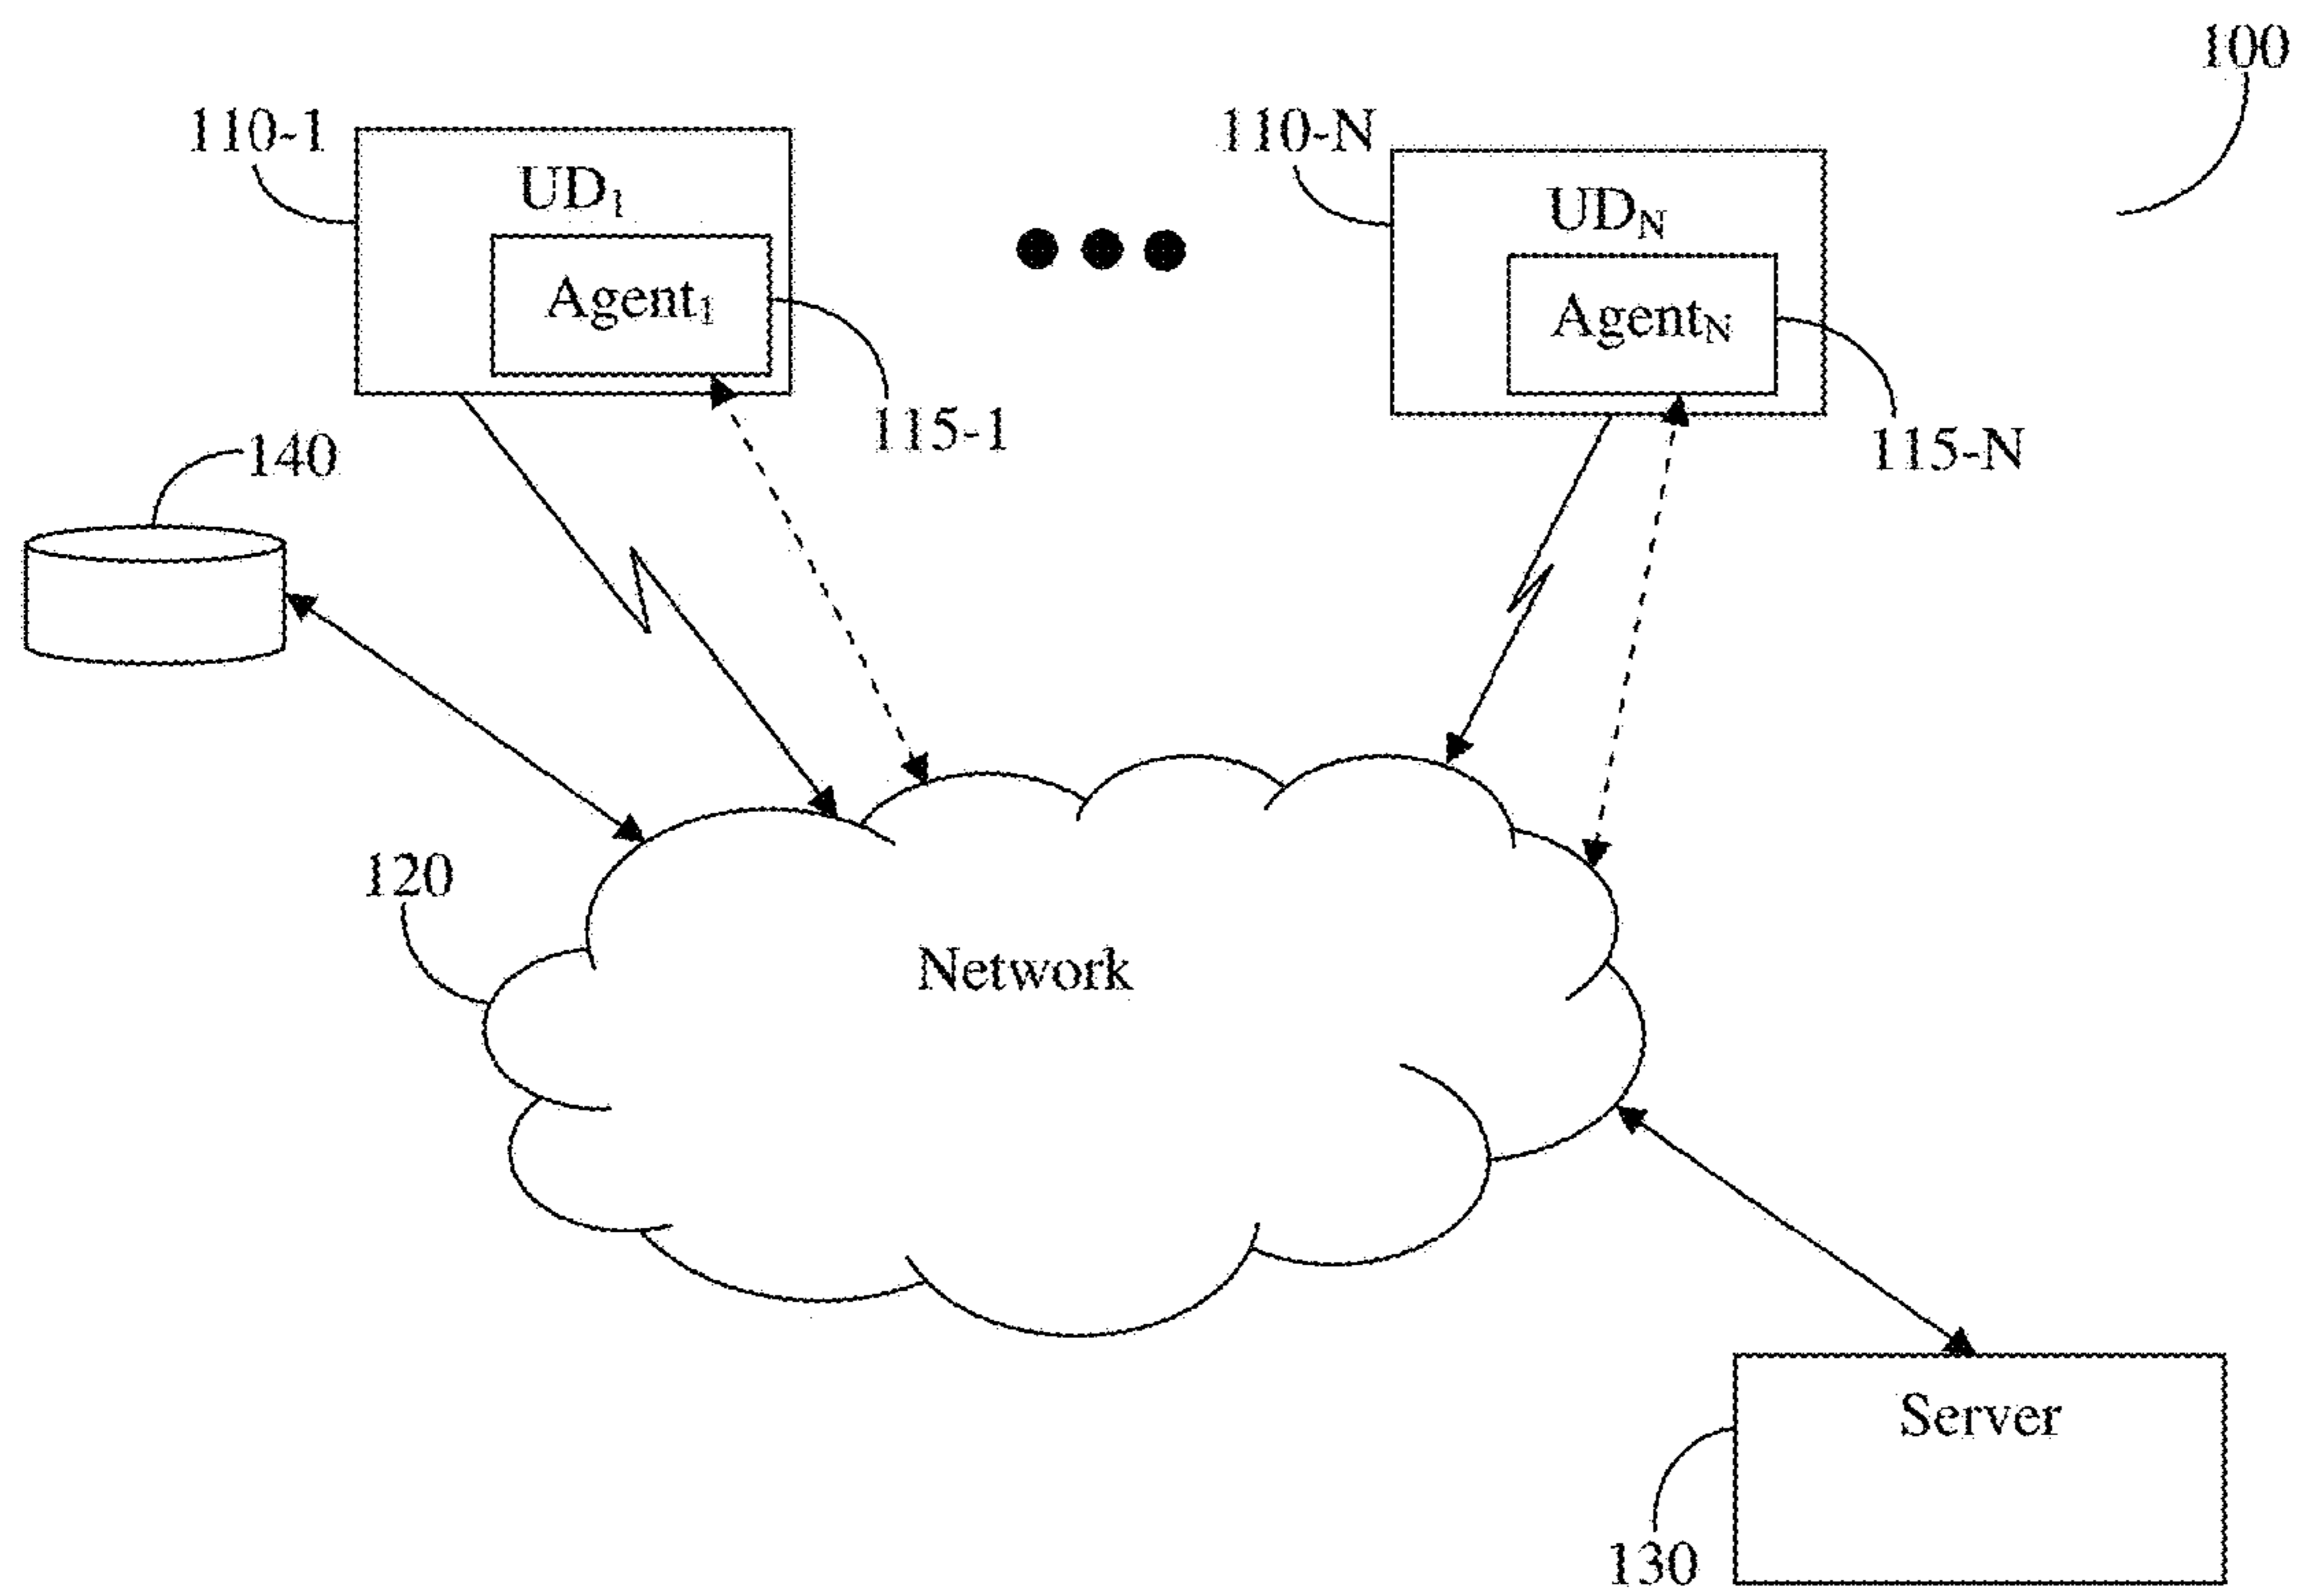 100
110-1
110-N
UD₁
UDN
Agent₁
AgentN
115-1
115-N
140
120
Network
Server
130